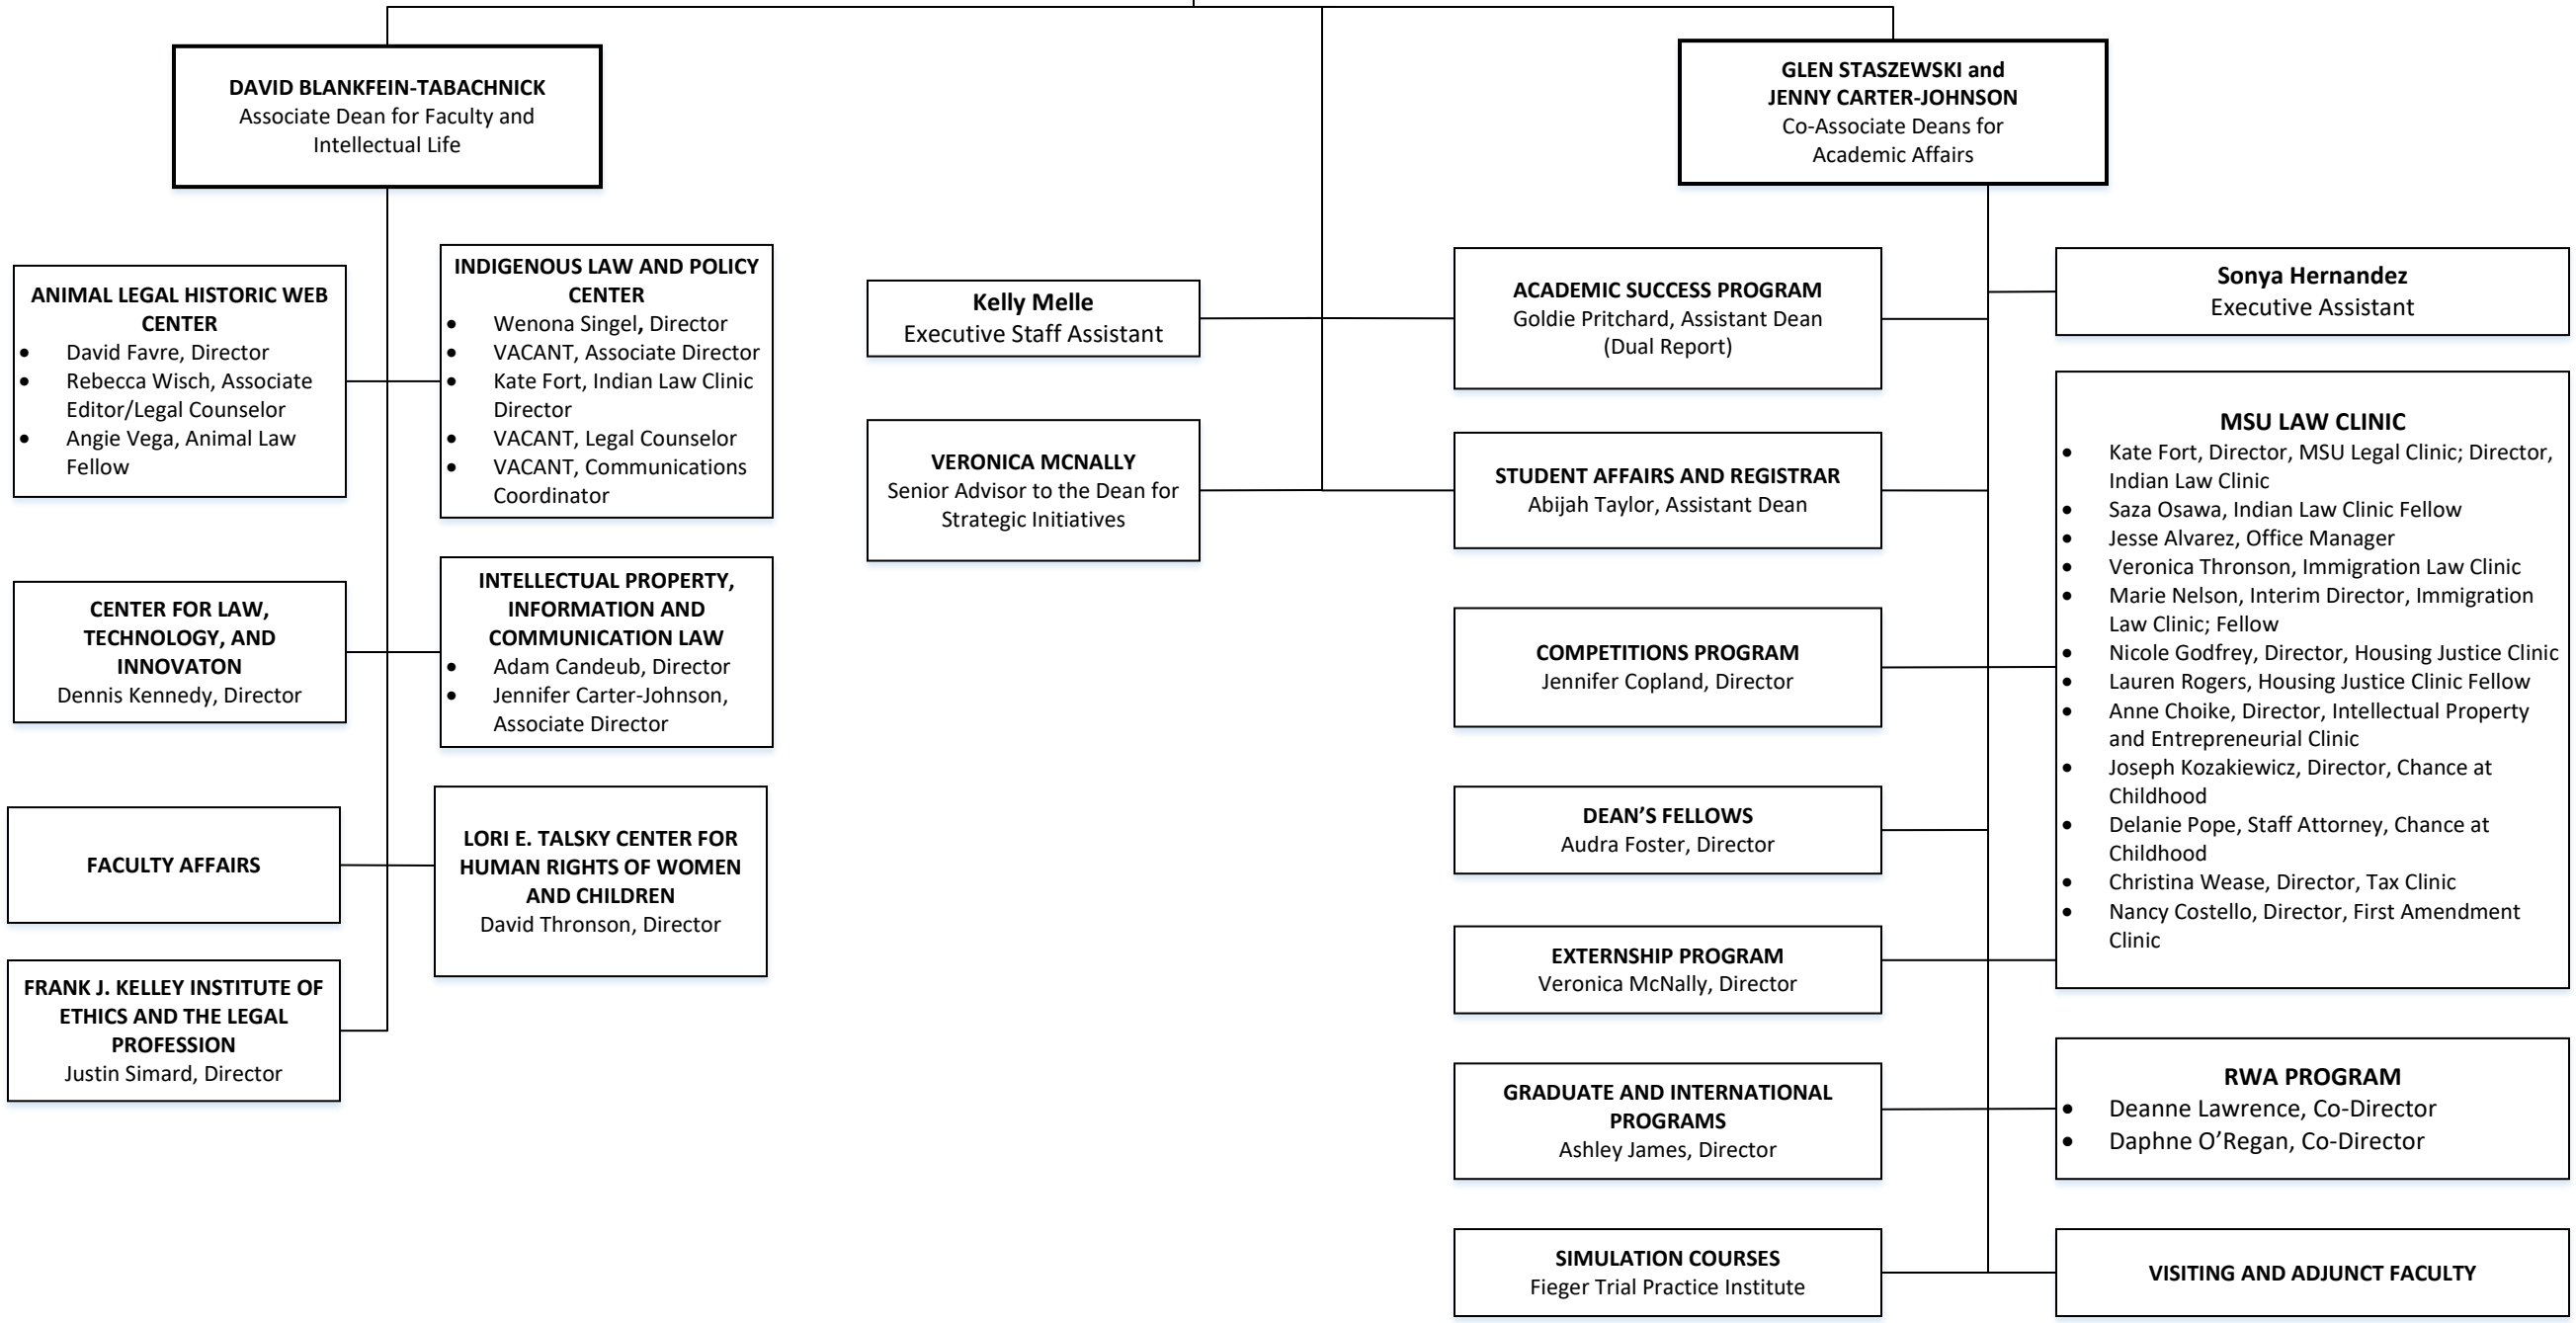 DAVID BLANKFEIN-TABACHNICK
Associate Dean for Faculty and
Intellectual Life
GLEN STASZEWSKI and
JENNY CARTER-JOHNSON
Co-Associate Deans for
Academic Affairs
ANIMAL LEGAL HISTORIC WEB
CENTER
• David Favre, Director
• Rebecca Wisch, Associate
Editor/Legal Counselor
• Angie Vega, Animal Law
Fellow
INDIGENOUS LAW AND POLICY
CENTER
• Wenona Singel, Director
• VACANT, Associate Director
• Kate Fort, Indian Law Clinic
Director
• VACANT, Legal Counselor
• VACANT, Communications
Coordinator
CENTER FOR LAW,
TECHNOLOGY, AND
INNOVATON
Dennis Kennedy, Director
INTELLECTUAL PROPERTY,
INFORMATION AND
COMMUNICATION LAW
• Adam Candeub, Director
• Jennifer Carter-Johnson,
Associate Director
FACULTY AFFAIRS
LORI E. TALSKY CENTER FOR
HUMAN RIGHTS OF WOMEN
AND CHILDREN
David Thronson, Director
FRANK J. KELLEY INSTITUTE OF
ETHICS AND THE LEGAL
PROFESSION
Justin Simard, Director
Kelly Melle
Executive Staff Assistant
VERONICA MCNALLY
Senior Advisor to the Dean for
Strategic Initiatives
ACADEMIC SUCCESS PROGRAM
Goldie Pritchard, Assistant Dean
(Dual Report)
STUDENT AFFAIRS AND REGISTRAR
Abijah Taylor, Assistant Dean
COMPETITIONS PROGRAM
Jennifer Copland, Director
DEAN’S FELLOWS
Audra Foster, Director
EXTERNSHIP PROGRAM
Veronica McNally, Director
GRADUATE AND INTERNATIONAL
PROGRAMS
Ashley James, Director
SIMULATION COURSES
Fieger Trial Practice Institute
Sonya Hernandez
Executive Assistant
MSU LAW CLINIC
• Kate Fort, Director, MSU Legal Clinic; Director,
Indian Law Clinic
• Saza Osawa, Indian Law Clinic Fellow
• Jesse Alvarez, Office Manager
• Veronica Thronson, Immigration Law Clinic
• Marie Nelson, Interim Director, Immigration
Law Clinic; Fellow
• Nicole Godfrey, Director, Housing Justice Clinic
• Lauren Rogers, Housing Justice Clinic Fellow
• Anne Choike, Director, Intellectual Property
and Entrepreneurial Clinic
• Joseph Kozakiewicz, Director, Chance at
Childhood
• Delanie Pope, Staff Attorney, Chance at
Childhood
• Christina Wease, Director, Tax Clinic
• Nancy Costello, Director, First Amendment
Clinic
RWA PROGRAM
• Deanne Lawrence, Co-Director
• Daphne O’Regan, Co-Director
VISITING AND ADJUNCT FACULTY